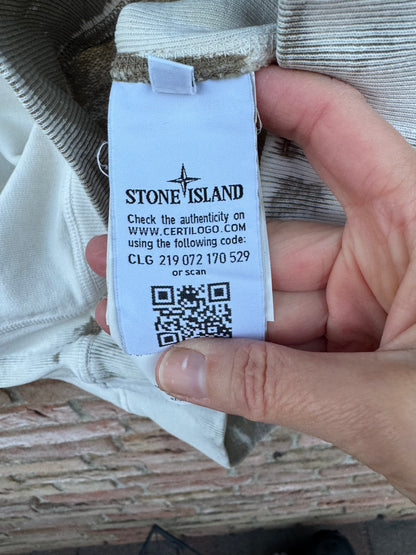 STONE ISLAND
Check the authenticity on
WWW.CERTILOGO.COM
using the following code:
CLG 219 072 170 529
or scan